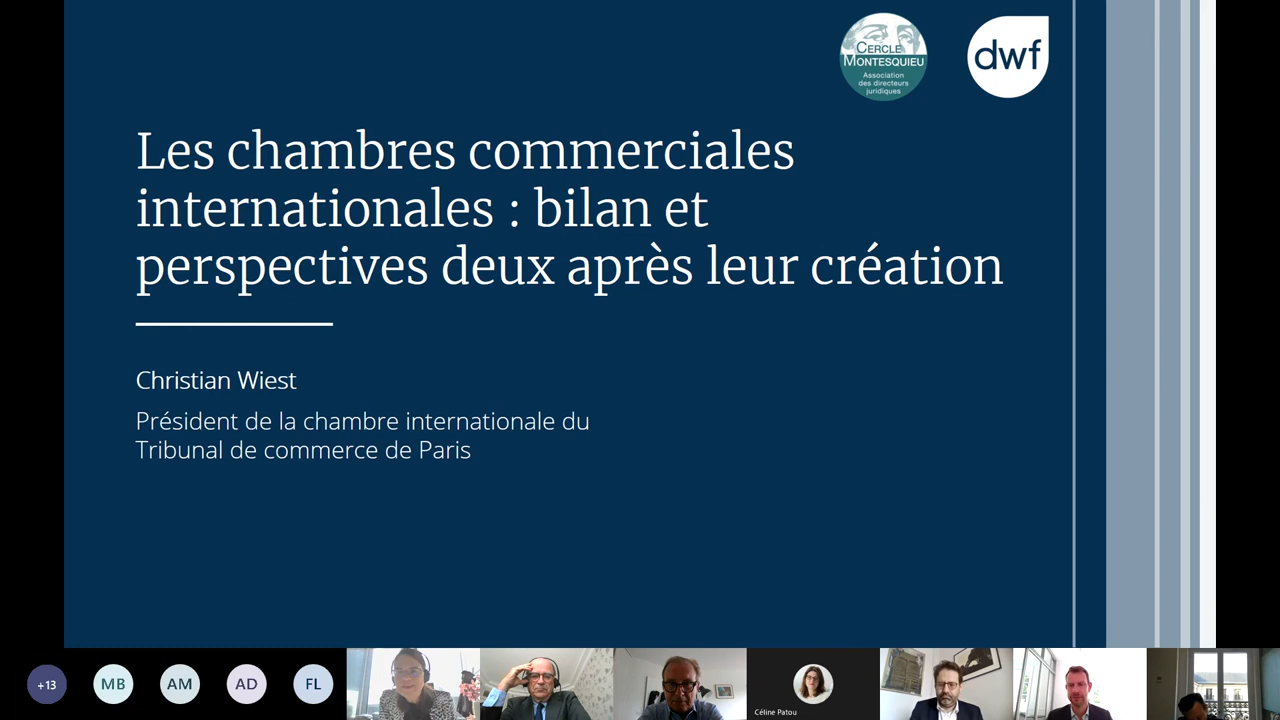 CERCLE
MONTESQUIEU
Association
des directeurs
juridiques
dwf
Les chambres commerciales
internationales : bilan et
perspectives deux après leur création
Christian Wiest
Président de la chambre internationale du
Tribunal de commerce de Paris
+13
MB
AM
AD
FL
Céline Patou